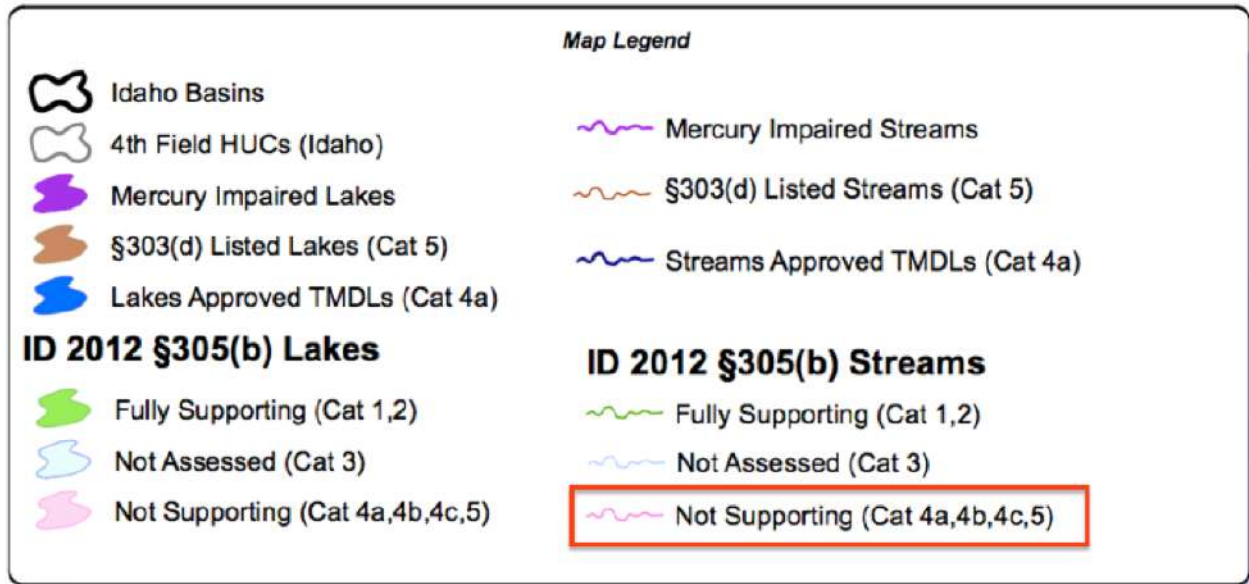 Map Legend
Idaho Basins
4th Field HUCs (Idaho)
Mercury Impaired Lakes
§303(d) Listed Lakes (Cat 5)
Lakes Approved TMDLs (Cat 4a)
ID 2012 §305(b) Lakes
Fully Supporting (Cat 1,2)
Not Assessed (Cat 3)
Not Supporting (Cat 4a,4b,4c,5)
Mercury Impaired Streams
§303(d) Listed Streams (Cat 5)
Streams Approved TMDLs (Cat 4a)
ID 2012 §305(b) Streams
Fully Supporting (Cat 1,2)
Not Assessed (Cat 3)
Not Supporting (Cat 4a,4b,4c,5)